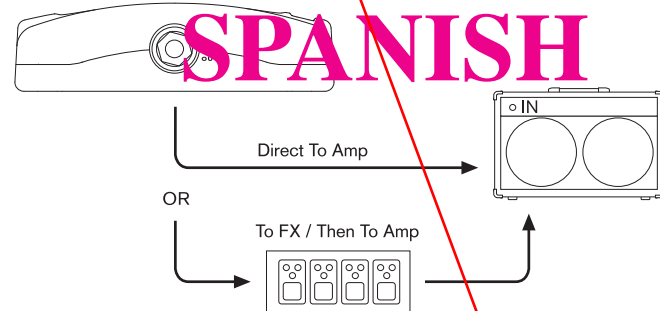 SPANISH
IN
Direct To Amp
OR
To FX / Then To Amp